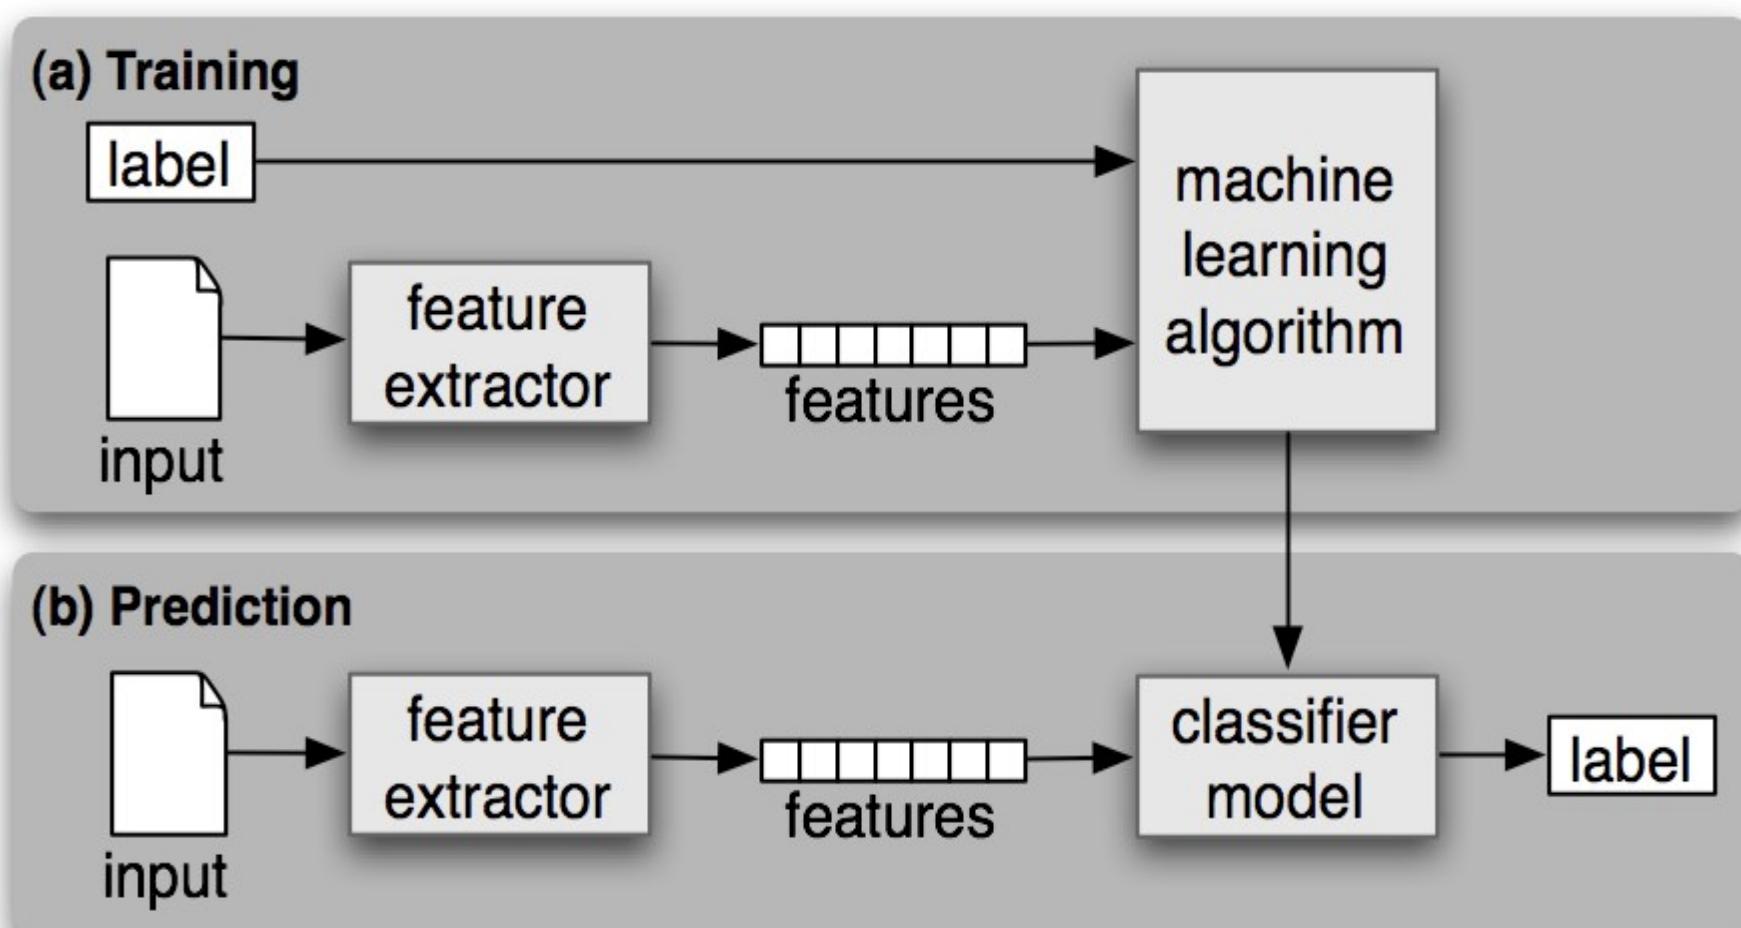 (a) Training
label
machine
learning
algorithm
feature
extractor
features
input
(b) Prediction
feature
extractor
features
classifier
model
label
input